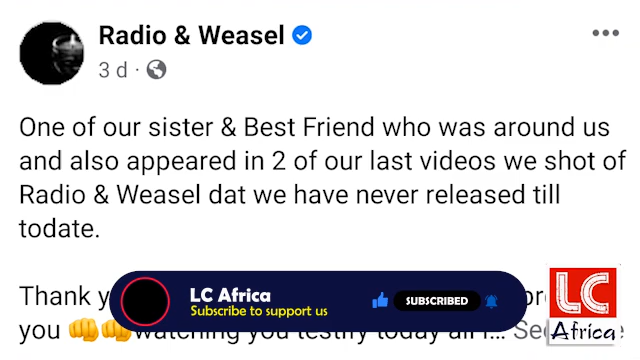 Radio & Weasel
3 d ·
One of our sister & Best Friend who was around us
and also appeared in 2 of our last videos we shot of
Radio & Weasel dat we have never released till
todate.
Thank
LC Africa
Subscribe to support us
SUBSCRIBED
LC
Africa
you 👊👊watching you testify today all I...